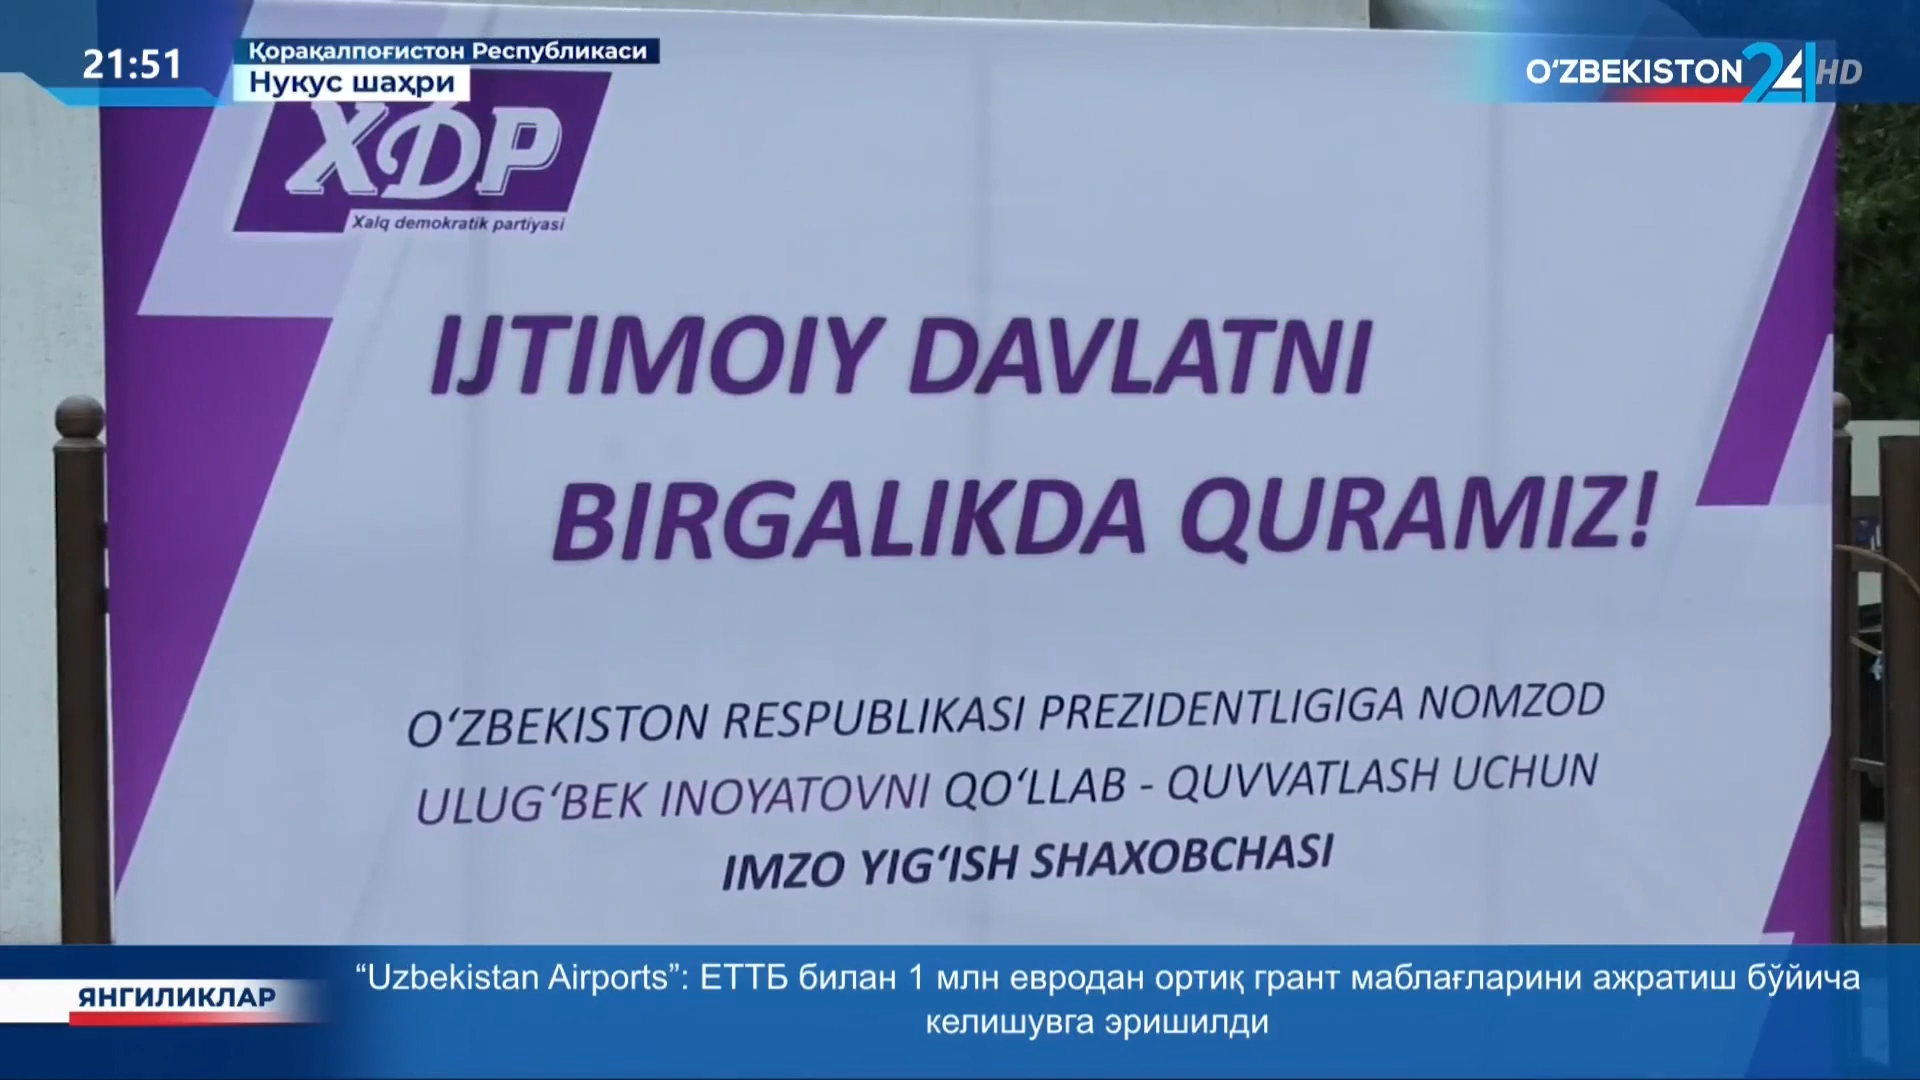 21:51
Қорақалпоғистон Республикаси
Нукус шаҳри
O‘ZBEKISTON 24 HD
XDP
Xalq demokratik partiyasi
IJTIMOIY DAVLATNI
BIRGALIKDA QURAMIZ!
O‘ZBEKISTON RESPUBLIKASI PREZIDENTLIGIGA NOMZOD
ULUG‘BEK INOYATOVNI QO‘LLAB - QUVVATLASH UCHUN
IMZO YIG‘ISH SHAXOBCHASI
ЯНГИЛИКЛАР
“Uzbekistan Airports”: ЕТТБ билан 1 млн евродан ортиқ грант маблағларини ажратиш бўйича
келишувга эришилди